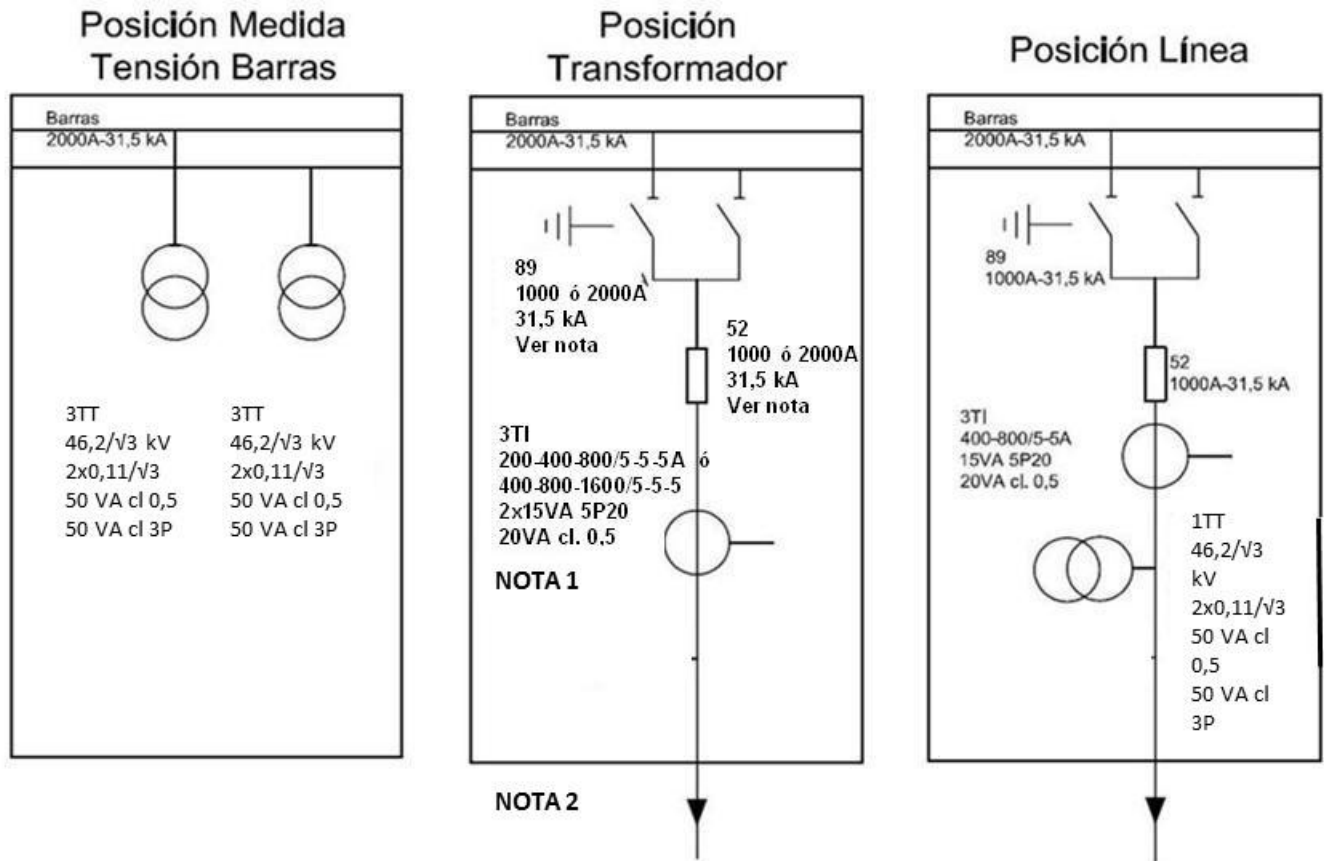 Posición Medida
Tensión Barras
Barras
2000A-31,5 kA
3TT
46,2/√3 kV
2x0,11/√3
50 VA cl 0,5
50 VA cl 3P
3TT
46,2/√3 kV
2x0,11/√3
50 VA cl 0,5
50 VA cl 3P
Posición
Transformador
Barras
2000A-31,5 kA
89
1000 ó 2000A
31,5 kA
Ver nota
52
1000 ó 2000A
31,5 kA
Ver nota
3TI
200-400-800/5-5-5A ó
400-800-1600/5-5-5
2x15VA 5P20
20VA cl. 0,5
NOTA 1
NOTA 2
Posición Línea
Barras
2000A-31,5 kA
89
1000A-31,5 kA
52
1000A-31,5 kA
3TI
400-800/5-5A
15VA 5P20
20VA cl. 0,5
1TT
46,2/√3
kV
2x0,11/√3
50 VA cl
0,5
50 VA cl
3P